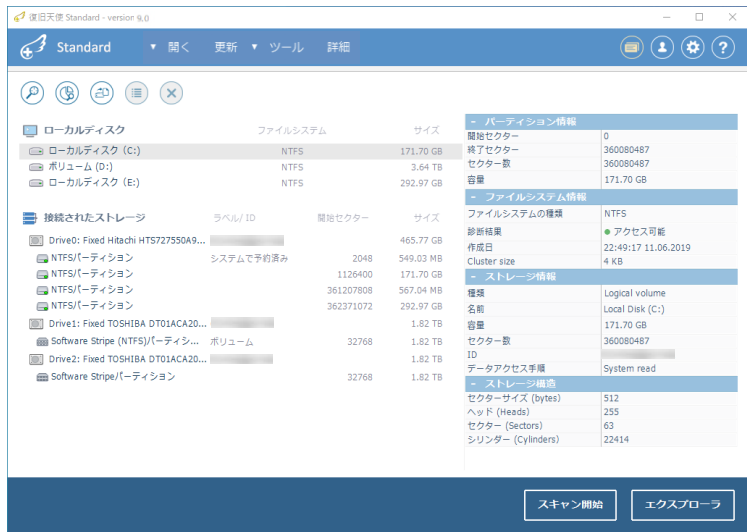 復旧天使 Standard - version 9.0
Standard ▼ 開く 更新 ▼ ツール 詳細
ローカルディスク ファイルシステム サイズ
ローカルディスク (C:) NTFS 171.70 GB
ボリューム (D:) NTFS 3.64 TB
ローカルディスク (E:) NTFS 292.97 GB
接続されたストレージ ラベル/ ID 開始セクター サイズ
Drive0: Fixed Hitachi HTS727550A9... 465.77 GB
NTFSパーティション システムで予約済み 2048 549.03 MB
NTFSパーティション 1126400 171.70 GB
NTFSパーティション 361207808 567.04 MB
NTFSパーティション 362371072 292.97 GB
Drive1: Fixed TOSHIBA DT01ACA20... 1.82 TB
Software Stripe (NTFS)パーティシ... ボリューム 32768 1.82 TB
Drive2: Fixed TOSHIBA DT01ACA20... 1.82 TB
Software Stripeパーティション 32768 1.82 TB
− パーティション情報
開始セクター 0
終了セクター 360080487
セクター数 360080487
容量 171.70 GB
− ファイルシステム情報
ファイルシステムの種類 NTFS
診断結果 アクセス可能
作成日 22:49:17 11.06.2019
Cluster size 4 KB
− ストレージ情報
種類 Logical volume
名前 Local Disk (C:)
容量 171.70 GB
セクター数 360080487
ID
データアクセス手順 System read
− ストレージ構造
セクターサイズ (bytes) 512
ヘッド (Heads) 255
セクター (Sectors) 63
シリンダー (Cylinders) 22414
スキャン開始 エクスプローラ